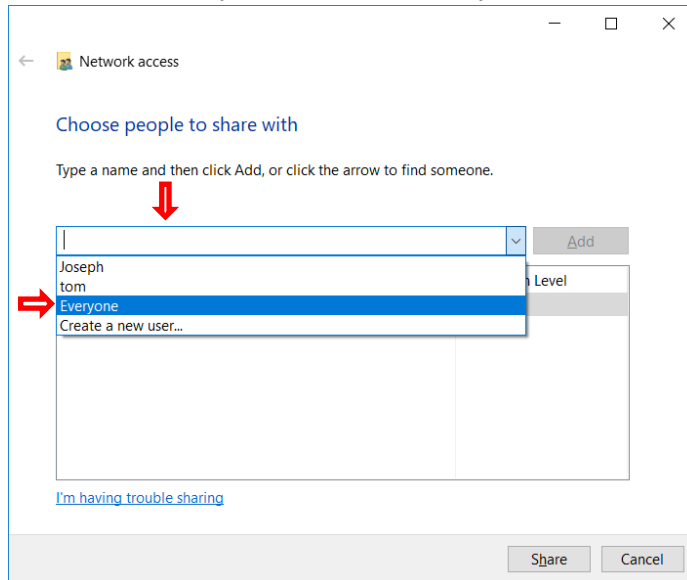 Network access
Choose people to share with
Type a name and then click Add, or click the arrow to find someone.
Add
Joseph
tom
Everyone
Create a new user...
Level
I'm having trouble sharing
Share Cancel